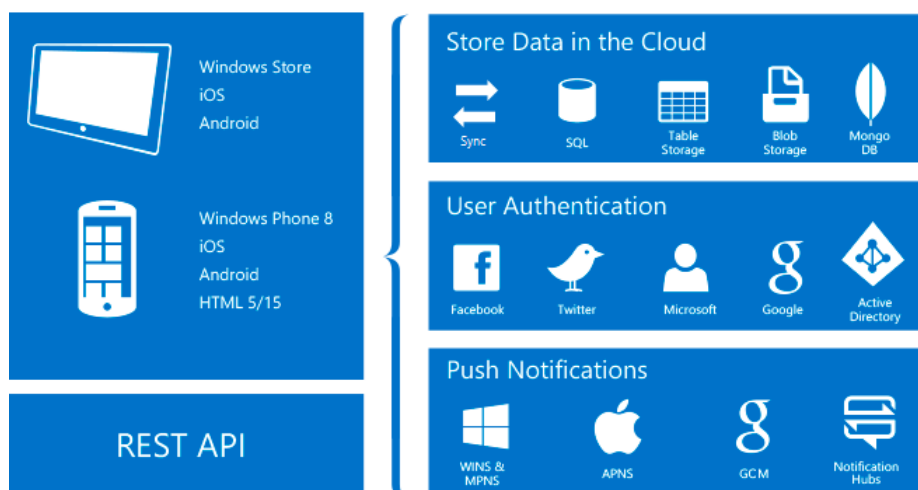 Windows Store
iOS
Android
Windows Phone 8
iOS
Android
HTML 5/15
REST API
Store Data in the Cloud
Sync
SQL
Table
Storage
Blob
Storage
Mongo
DB
User Authentication
Facebook
Twitter
Microsoft
Google
Active
Directory
Push Notifications
WINS &
MPNS
APNS
GCM
Notification
Hubs